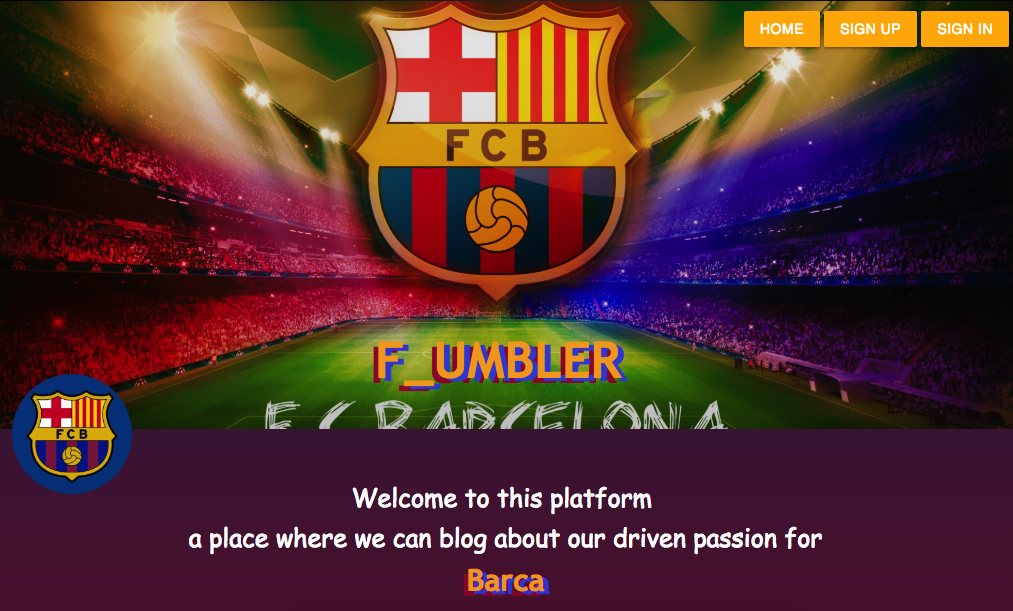 HOME SIGN UP SIGN IN
FCB
F_UMBLER
F.C BARCELONA
FCB
Welcome to this platform
a place where we can blog about our driven passion for
Barca